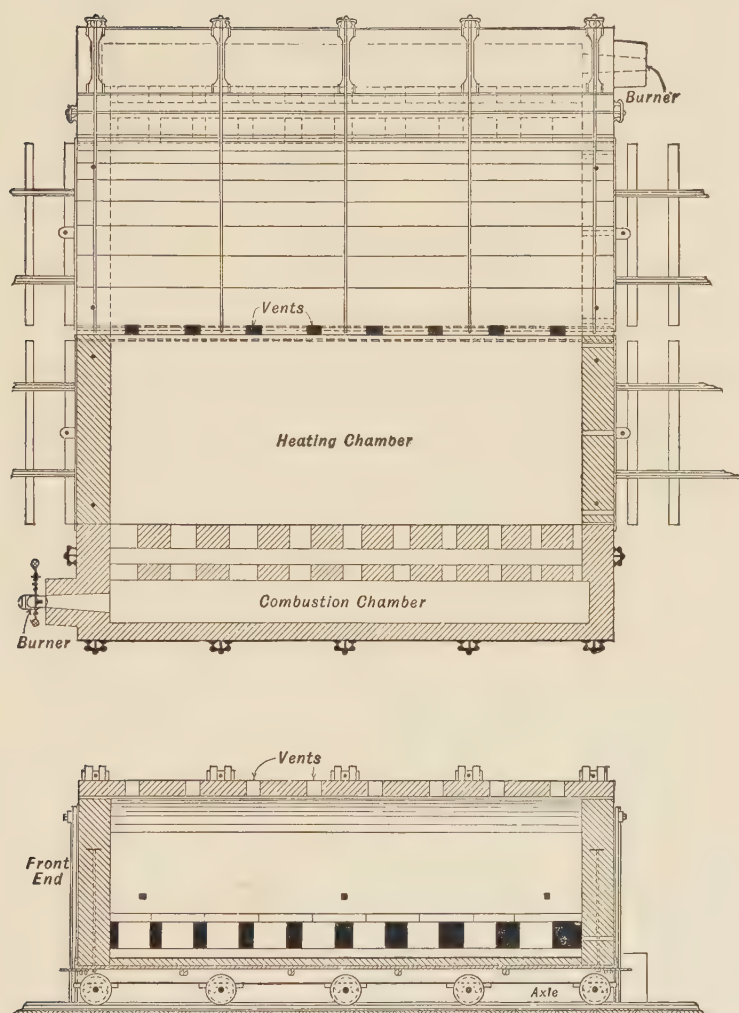 Burner
Vents
Heating Chamber
Combustion Chamber
Burner
Vents
Front
End
Axle